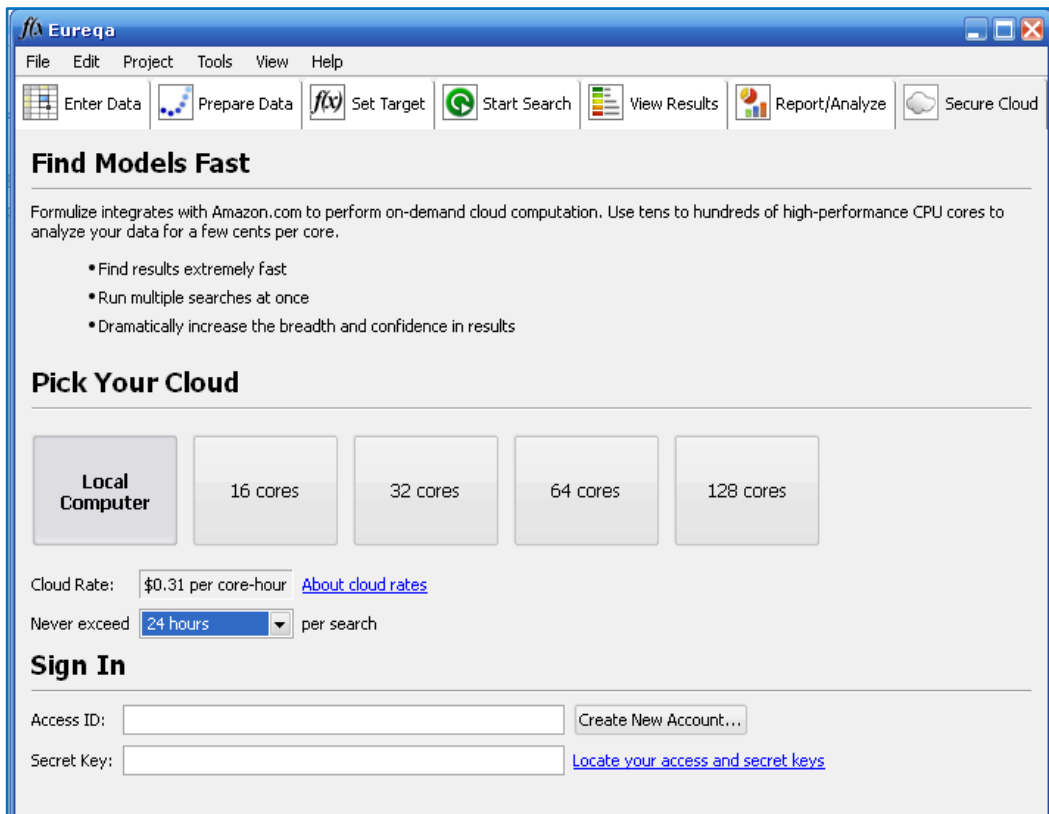 f(x) Eureqa
File Edit Project Tools View Help
Enter Data Prepare Data f(x) Set Target Start Search View Results Report/Analyze Secure Cloud
Find Models Fast
Formulize integrates with Amazon.com to perform on-demand cloud computation. Use tens to hundreds of high-performance CPU cores to
analyze your data for a few cents per core.
• Find results extremely fast
• Run multiple searches at once
• Dramatically increase the breadth and confidence in results
Pick Your Cloud
Local
Computer
16 cores
32 cores
64 cores
128 cores
Cloud Rate: $0.31 per core-hour About cloud rates
Never exceed 24 hours per search
Sign In
Access ID: Create New Account...
Secret Key: Locate your access and secret keys